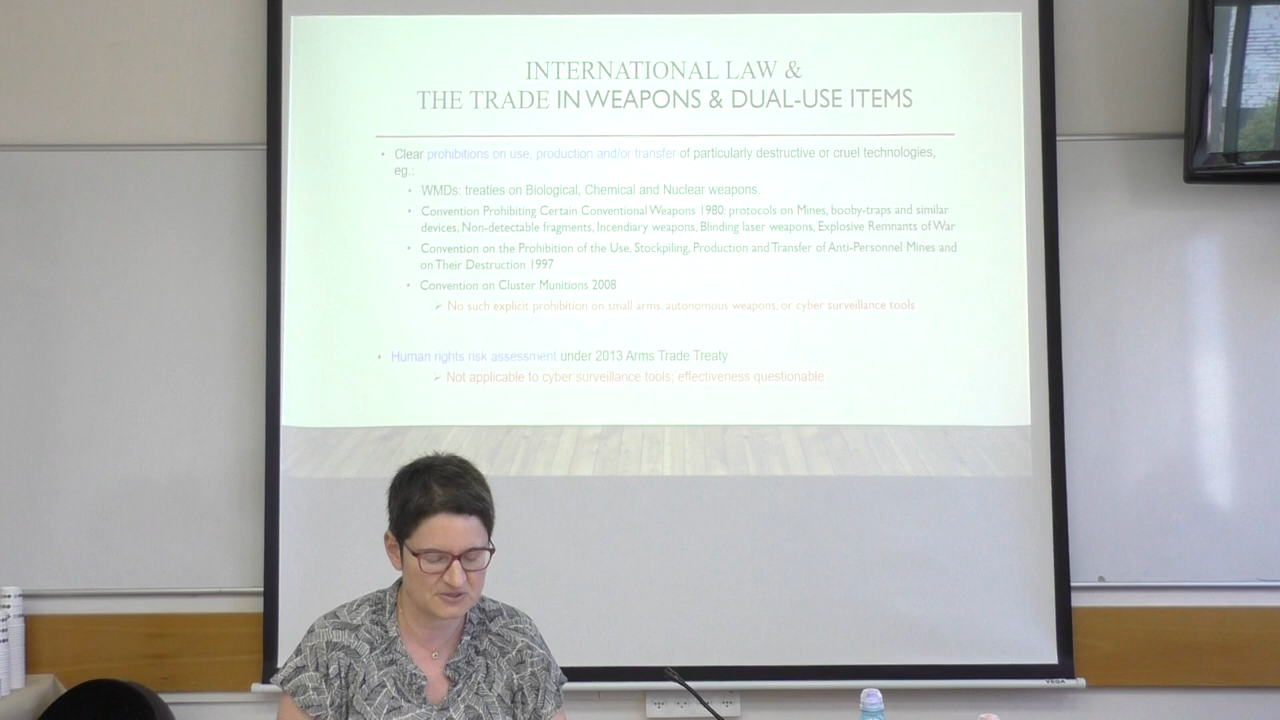 INTERNATIONAL LAW &
THE TRADE IN WEAPONS & DUAL-USE ITEMS
• Clear prohibitions on use, production and/or transfer of particularly destructive or cruel technologies,
eg.:
• WMDs: treaties on Biological, Chemical and Nuclear weapons.
• Convention Prohibiting Certain Conventional Weapons 1980: protocols on Mines, booby-traps and similar
devices, Non-detectable fragments, Incendiary weapons, Blinding laser weapons, Explosive Remnants of War
• Convention on the Prohibition of the Use, Stockpiling, Production and Transfer of Anti-Personnel Mines and
on Their Destruction 1997
• Convention on Cluster Munitions 2008
➢ No such explicit prohibition on small arms, autonomous weapons, or cyber surveillance tools
• Human rights risk assessment under 2013 Arms Trade Treaty
➢ Not applicable to cyber surveillance tools; effectiveness questionable
VEGA